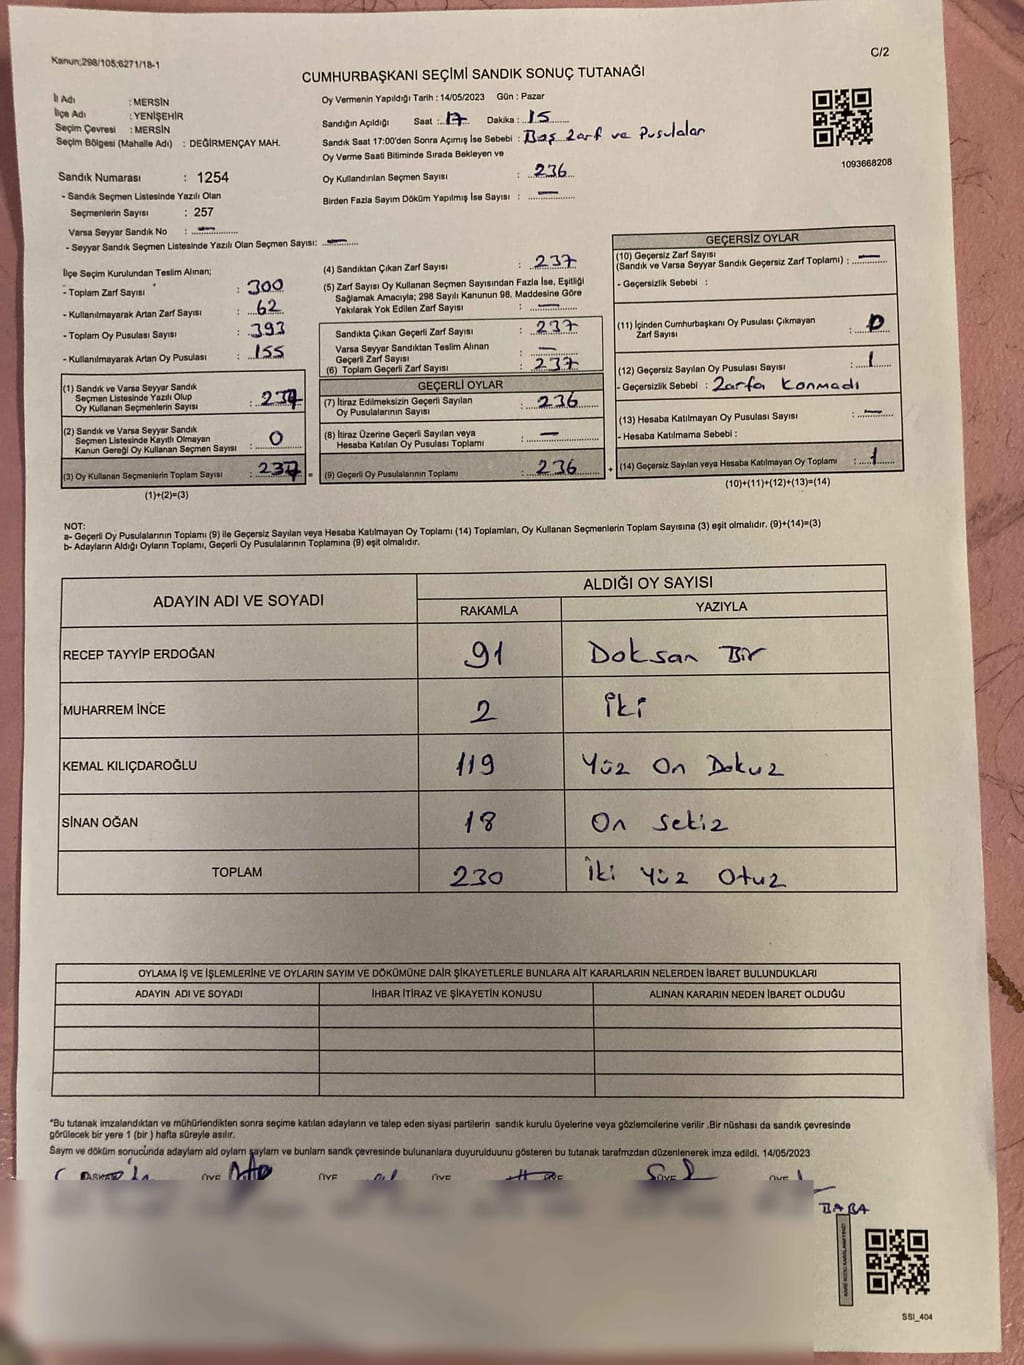 Kanun:298/105:6271/18-1
C/2
CUMHURBAŞKANI SEÇİMİ SANDIK SONUÇ TUTANAĞI
İl Adı : MERSİN
İlçe Adı : YENİŞEHİR
Seçim Çevresi : MERSİN
Seçim Bölgesi (Mahalle Adı) : DEĞİRMENÇAY MAH.
Sandık Numarası : 1254
- Sandık Seçmen Listesinde Yazılı Olan
Seçmenlerin Sayısı : 257
Varsa Seyyar Sandık No : —
- Seyyar Sandık Seçmen Listesinde Yazılı Olan Seçmen Sayısı: —
Oy Vermenin Yapıldığı Tarih : 14/05/2023 Gün : Pazar
Sandığın Açıldığı Saat : 17 Dakika : 15
Sandık Saat 17:00'den Sonra Açımış İse Sebebi : Boş Zarf ve Pusulalar
Oy Verme Saati Bitiminde Sırada Bekleyen ve
Oy Kullandırılan Seçmen Sayısı : 236
Birden Fazla Sayım Döküm Yapılmış İse Sayısı : —
1093668208
İlçe Seçim Kurulundan Teslim Alınan;
- Toplam Zarf Sayısı : 300
- Kullanılmayarak Artan Zarf Sayısı : 62
- Toplam Oy Pusulası Sayısı : 393
- Kullanılmayarak Artan Oy Pusulası : 155
(1) Sandık ve Varsa Seyyar Sandık
Seçmen Listesinde Yazılı Olup
Oy Kullanan Seçmenlerin Sayısı : 237
(2) Sandık ve Varsa Seyyar Sandık
Seçmen Listesinde Kayıtlı Olmayan
Kanun Gereği Oy Kullanan Seçmen Sayısı : 0
(3) Oy Kullanan Seçmenlerin Toplam Sayısı : 237 =
(1)+(2)=(3)
(4) Sandıktan Çıkan Zarf Sayısı : 237
(5) Zarf Sayısı Oy Kullanan Seçmen Sayısından Fazla İse, Eşitliği
Sağlamak Amacıyla; 298 Sayılı Kanunun 98. Maddesine Göre
Yakılarak Yok Edilen Zarf Sayısı : —
Sandıkta Çıkan Geçerli Zarf Sayısı : 237
Varsa Seyyar Sandıktan Teslim Alınan
Geçerli Zarf Sayısı : —
(6) Toplam Geçerli Zarf Sayısı : 237
GEÇERLİ OYLAR
(7) İtiraz Edilmeksizin Geçerli Sayılan
Oy Pusulalarının Sayısı : 236
(8) İtiraz Üzerine Geçerli Sayılan veya
Hesaba Katılan Oy Pusulası Toplamı : —
(9) Geçerli Oy Pusulalarının Toplamı : 236 +
GEÇERSİZ OYLAR
(10) Geçersiz Zarf Sayısı
(Sandık ve Varsa Seyyar Sandık Geçersiz Zarf Toplamı) : —
- Geçersizlik Sebebi :
(11) İçinden Cumhurbaşkanı Oy Pusulası Çıkmayan
Zarf Sayısı : 0
(12) Geçersiz Sayılan Oy Pusulası Sayısı : 1
- Geçersizlik Sebebi : Zarfa Konmadı
(13) Hesaba Katılmayan Oy Pusulası Sayısı : —
- Hesaba Katılmama Sebebi :
(14) Geçersiz Sayılan veya Hesaba Katılmayan Oy Toplamı : 1
(10)+(11)+(12)+(13)=(14)
NOT:
a- Geçerli Oy Pusulalarının Toplamı (9) ile Geçersiz Sayılan veya Hesaba Katılmayan Oy Toplamı (14) Toplamları, Oy Kullanan Seçmenlerin Toplam Sayısına (3) eşit olmalıdır. (9)+(14)=(3)
b- Adayların Aldığı Oyların Toplamı, Geçerli Oy Pusulalarının Toplamına (9) eşit olmalıdır.
ADAYIN ADI VE SOYADI ALDIĞI OY SAYISI
RAKAMLA YAZIYLA
RECEP TAYYİP ERDOĞAN 91 Doksan Bir
MUHARREM İNCE 2 İki
KEMAL KILIÇDAROĞLU 119 Yüz On Dokuz
SİNAN OĞAN 18 On Sekiz
TOPLAM 230 İki Yüz Otuz
OYLAMA İŞ VE İŞLEMLERİNE VE OYLARIN SAYIM VE DÖKÜMÜNE DAİR ŞİKAYETLERLE BUNLARA AİT KARARLARIN NELERDEN İBARET BULUNDUKLARI
ADAYIN ADI VE SOYADI İHBAR İTİRAZ VE ŞİKAYETİN KONUSU ALINAN KARARIN NEDEN İBARET OLDUĞU
*Bu tutanak imzalandıktan ve mühürlendikten sonra seçime katılan adayların ve talep eden siyasi partilerin sandık kurulu üyelerine veya gözlemcilerine verilir .Bir nüshası da sandık çevresinde
görülecek bir yere 1 (bir ) hafta süreyle asılır.
Saym ve döküm sonucunda adaylam ald oylam saylam ve bunlam sandk çevresinde bulunanlara duyurulduunu gösteren bu tutanak tarafmzdan düzenlenerek imza edildi. 14/05/2023
ÜYE ÜYE ÜYE ÜYE ÜYE
BABA
SSI_404